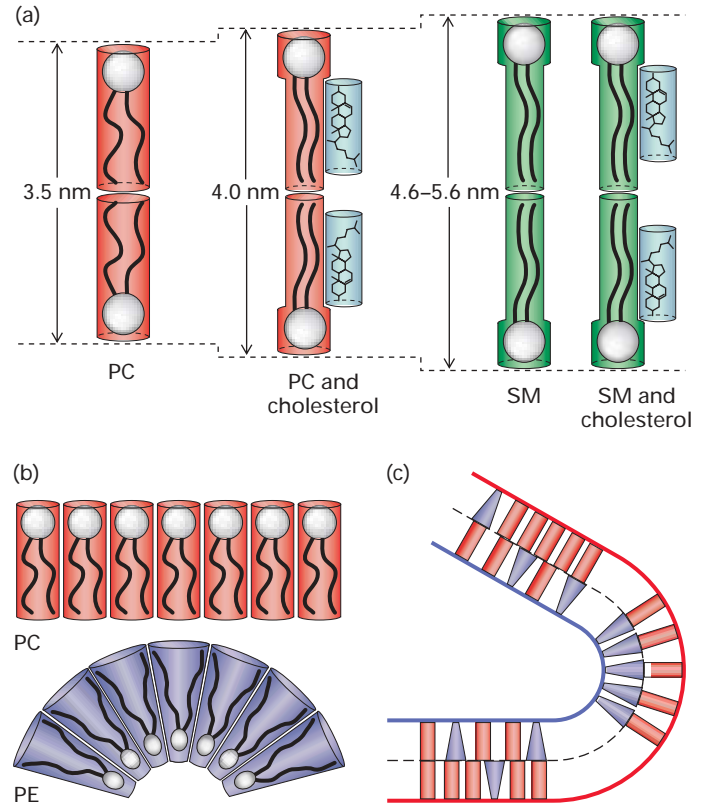 (a)
3.5 nm
4.0 nm
4.6–5.6 nm
PC
PC and
cholesterol
SM
SM and
cholesterol
(b)
PC
PE
(c)